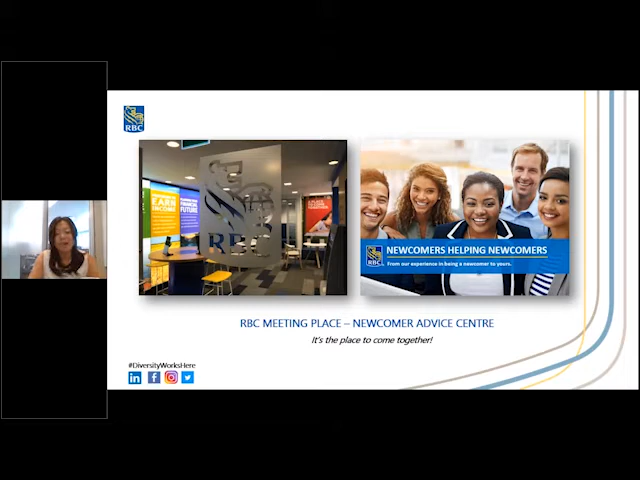 RBC
EARN
INCOME
FUTURE
RBC
RBC
NEWCOMERS HELPING NEWCOMERS
From our experience in being a newcomer to yours.
RBC MEETING PLACE – NEWCOMER ADVICE CENTRE
It's the place to come together!
#DiversityWorksHere